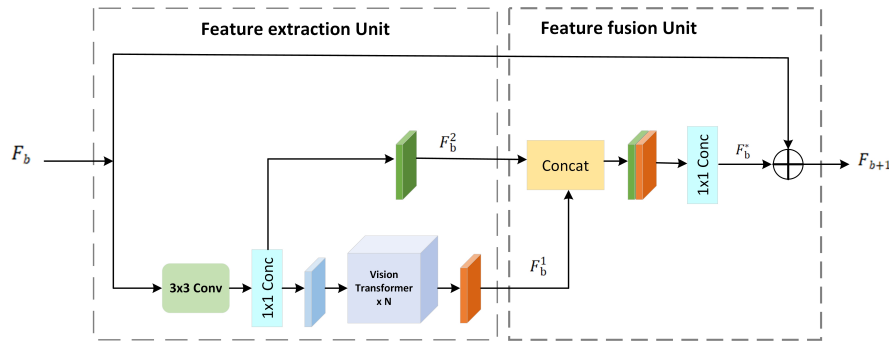 Feature extraction Unit
Feature fusion Unit
F_b
F_b^2
Concat
1x1 Conc
F_b^*
F_{b+1}
3x3 Conv
1x1 Conc
Vision
Transformer
x N
F_b^1